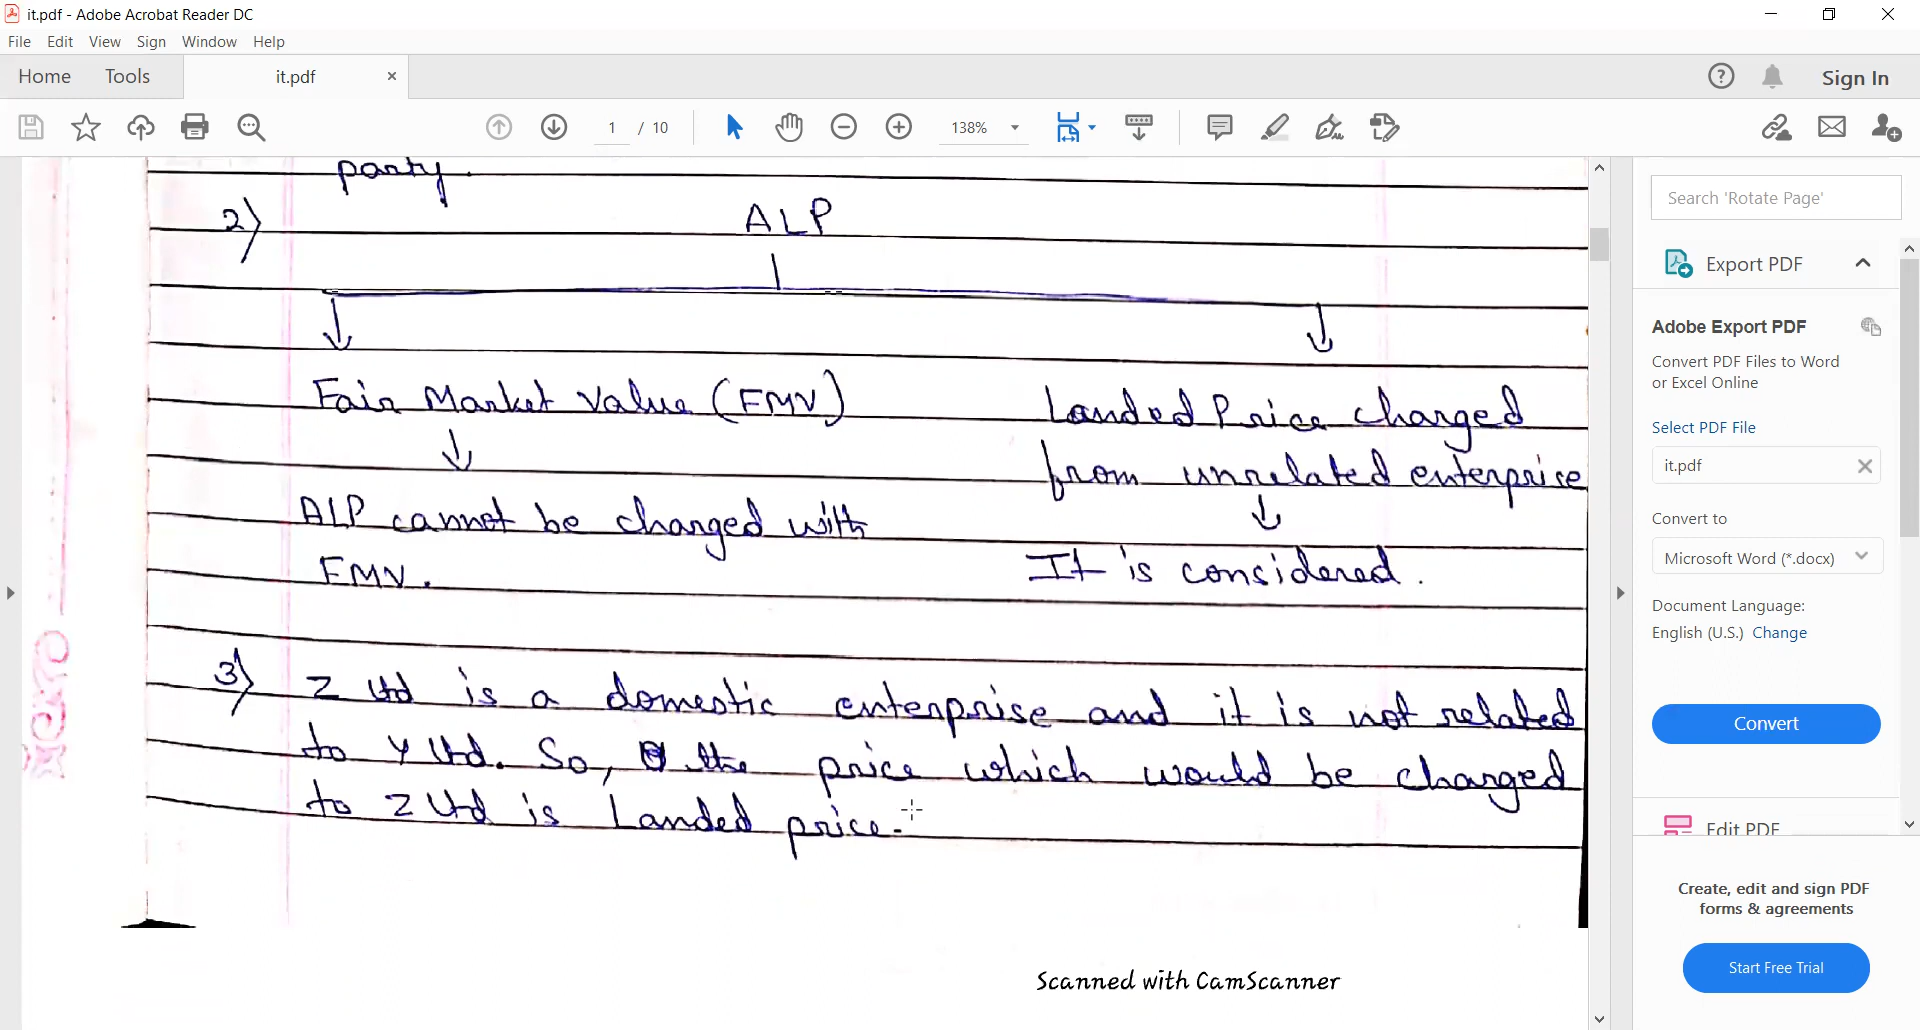 it.pdf - Adobe Acrobat Reader DC
File Edit View Sign Window Help
Home Tools it.pdf
Sign In
1 / 10 138%
party.
2) ALP
Fair Market Value (FMV)
Landed Price charged
from unrelated enterprise
ALP cannot be changed with
FMV.
It is considered.
3) Z Ltd is a domestic enterprise and it is not related
to Y Ltd. So, the price which would be charged
to Z Ltd is Landed price.
Scanned with CamScanner
Search 'Rotate Page'
Export PDF
Adobe Export PDF
Convert PDF Files to Word
or Excel Online
Select PDF File
it.pdf
Convert to
Microsoft Word (*.docx)
Document Language:
English (U.S.) Change
Convert
Edit PDF
Create, edit and sign PDF
forms & agreements
Start Free Trial